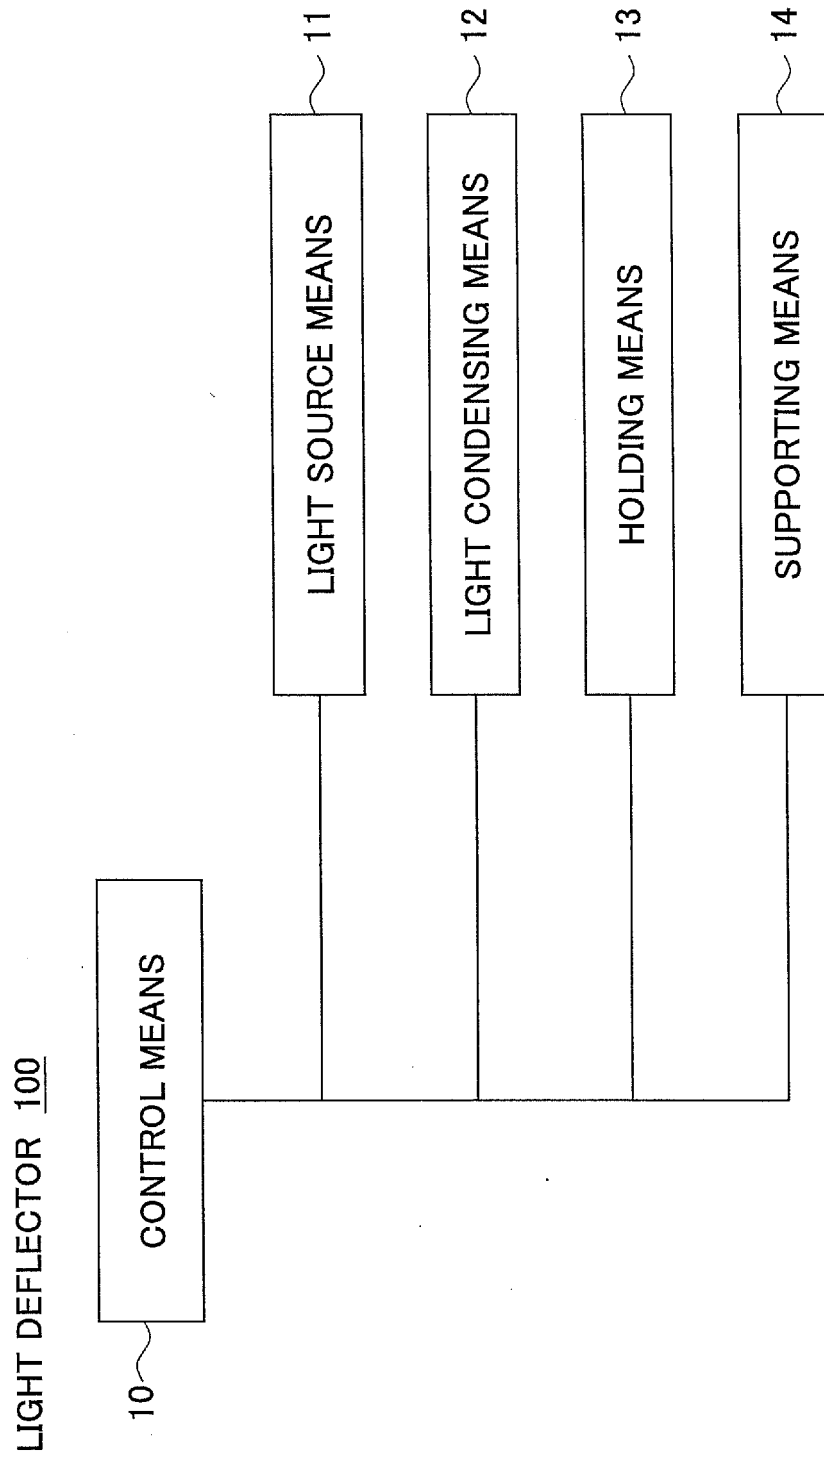 LIGHT DEFLECTOR 100
10
CONTROL MEANS
LIGHT SOURCE MEANS
11
LIGHT CONDENSING MEANS
12
HOLDING MEANS
13
SUPPORTING MEANS
14